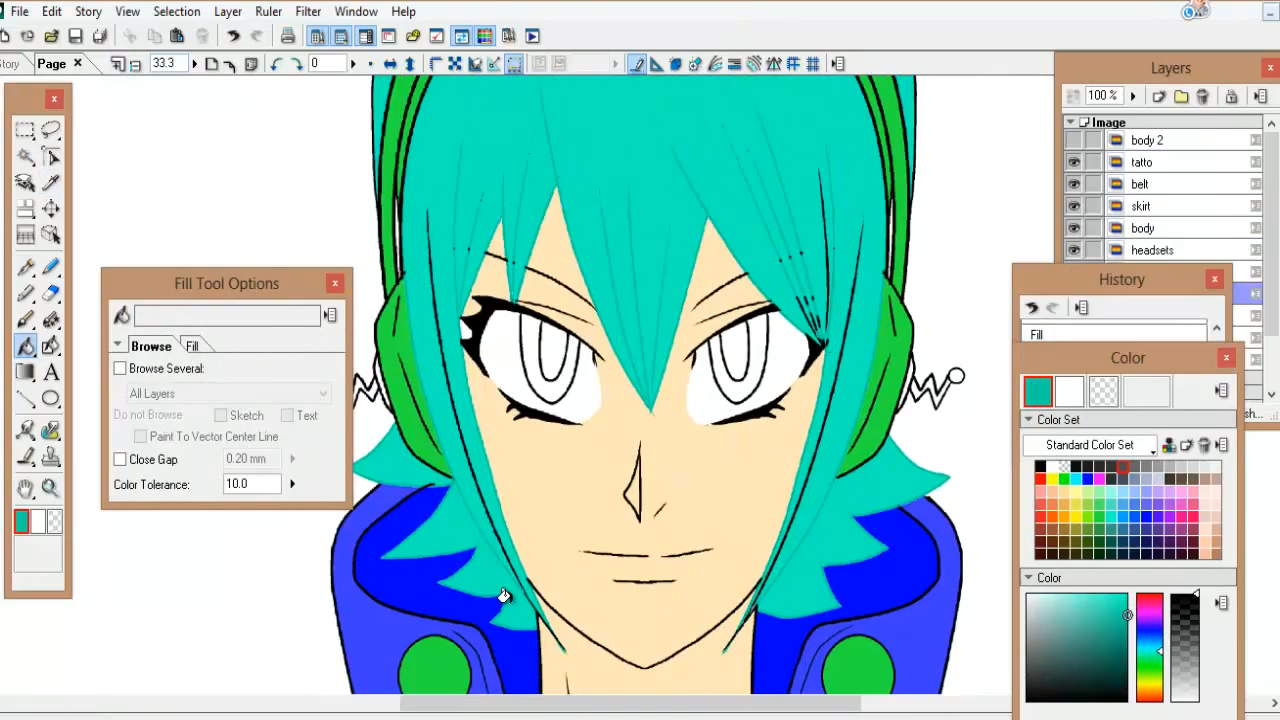 File Edit Story View Selection Layer Ruler Filter Window Help
Page 33.3 0
Layers
100 %
Image
body 2
tatto
belt
skirt
body
headsets
Fill Tool Options
Browse Fill
Browse Several:
All Layers
Do Not Browse Sketch Text
Paint To Vector Center Line
Close Gap 0.20 mm
Color Tolerance: 10.0
History
Fill
Color
Color Set
Standard Color Set
Color